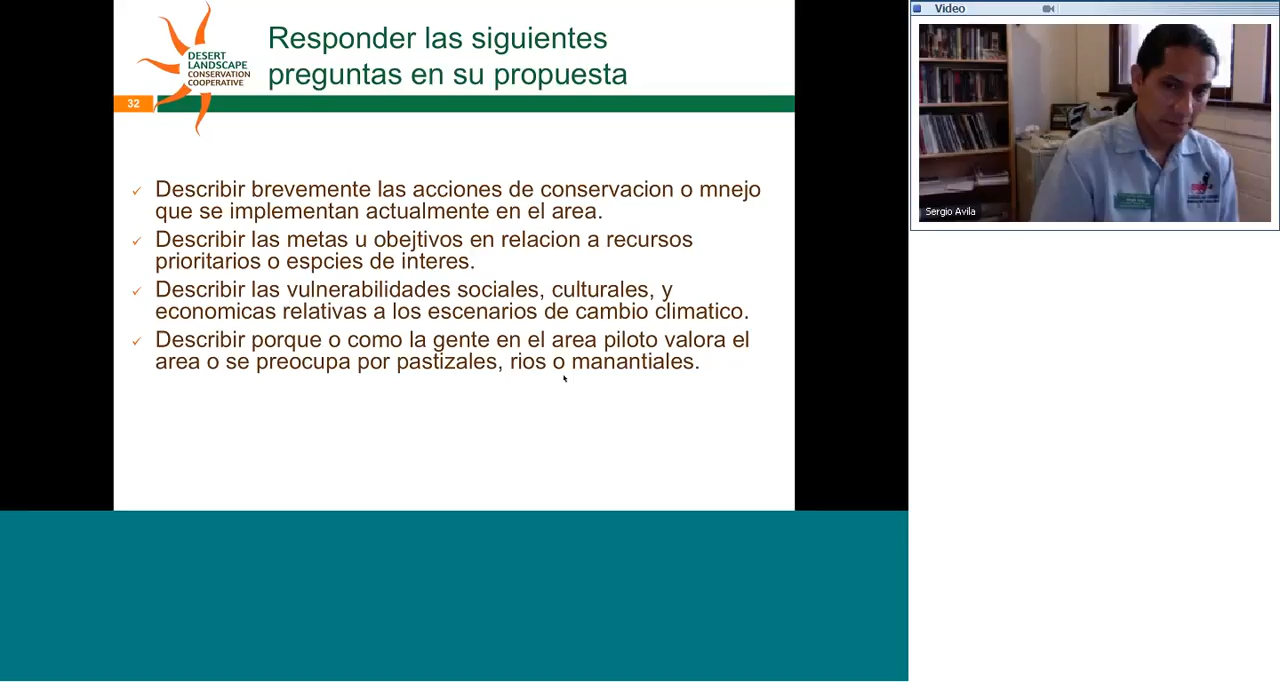 Responder las siguientes
preguntas en su propuesta
DESERT
LANDSCAPE
CONSERVATION
COOPERATIVE
32
Describir brevemente las acciones de conservacion o mnejo
que se implementan actualmente en el area.
Describir las metas u obejtivos en relacion a recursos
prioritarios o espcies de interes.
Describir las vulnerabilidades sociales, culturales, y
economicas relativas a los escenarios de cambio climatico.
Describir porque o como la gente en el area piloto valora el
area o se preocupa por pastizales, rios o manantiales.
Video
Sergio Avila